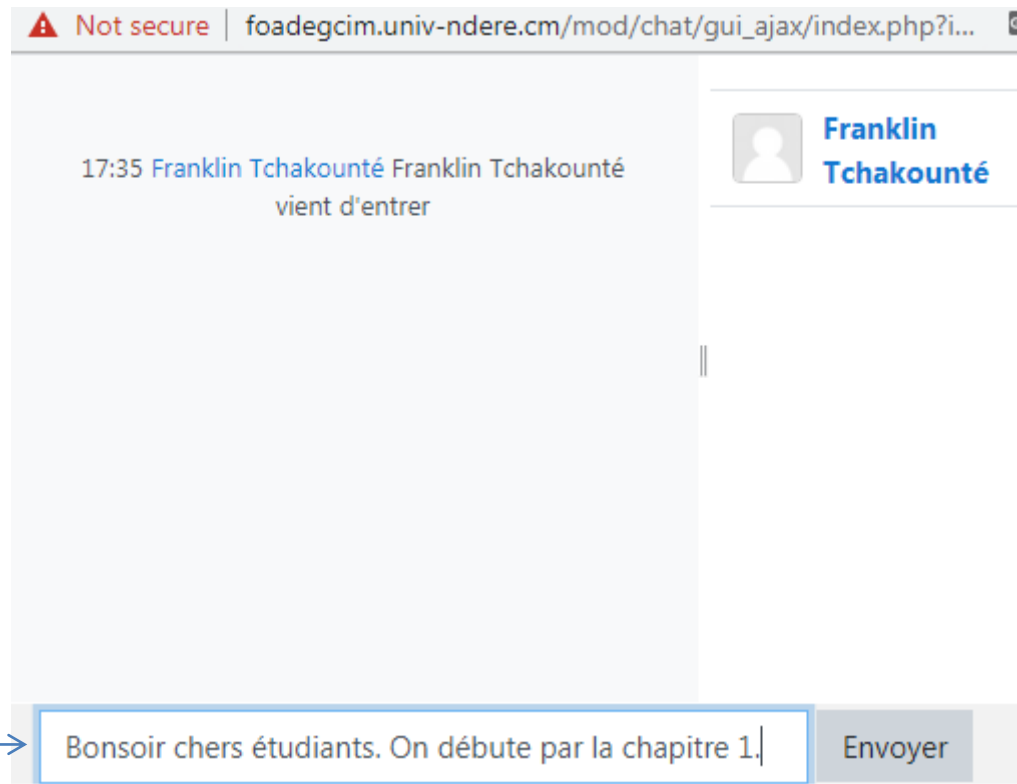 Not secure | foadegcim.univ-ndere.cm/mod/chat/gui_ajax/index.php?i...
17:35 Franklin Tchakounté Franklin Tchakounté
vient d'entrer
Franklin
Tchakounté
Bonsoir chers étudiants. On débute par la chapitre 1.
Envoyer